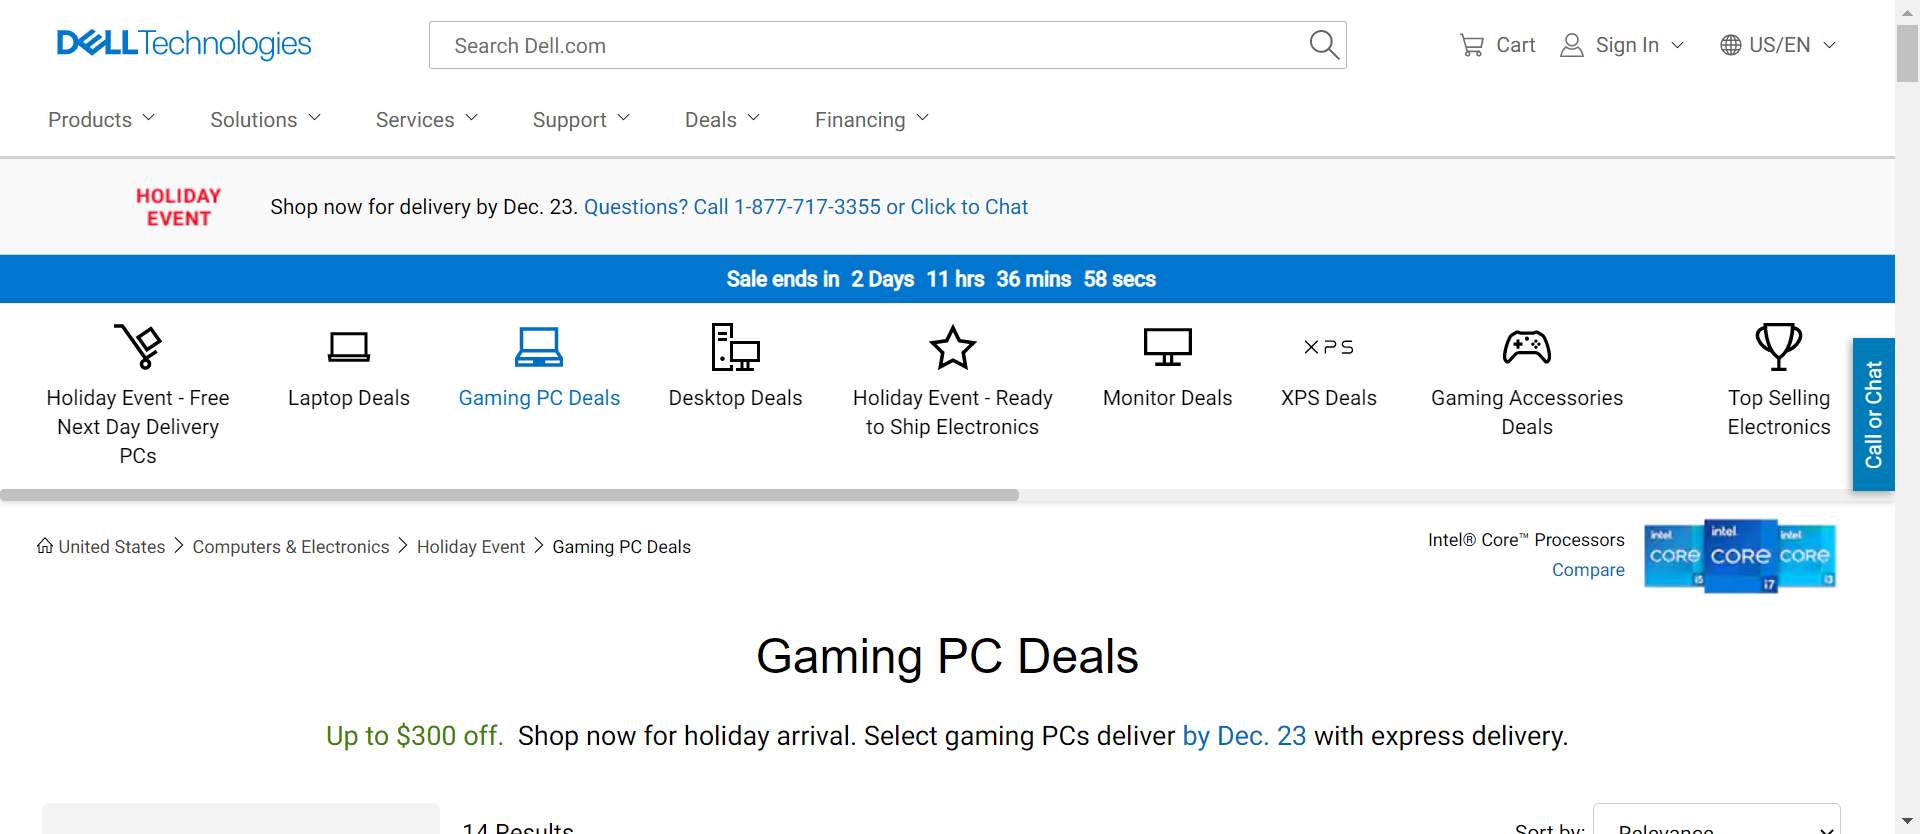 DELLTechnologies
Search Dell.com
Cart
Sign In
US/EN
Products
Solutions
Services
Support
Deals
Financing
HOLIDAY
EVENT
Shop now for delivery by Dec. 23. Questions? Call 1-877-717-3355 or Click to Chat
Sale ends in 2 Days 11 hrs 36 mins 58 secs
Holiday Event - Free
Next Day Delivery
PCs
Laptop Deals
Gaming PC Deals
Desktop Deals
Holiday Event - Ready
to Ship Electronics
Monitor Deals
XPS
XPS Deals
Gaming Accessories
Deals
Top Selling
Electronics
Call or Chat
United States
Computers & Electronics
Holiday Event
Gaming PC Deals
Intel® Core™ Processors
Compare
intel
CORE
i5
intel
CORE
i7
intel
CORE
i3
Gaming PC Deals
Up to $300 off. Shop now for holiday arrival. Select gaming PCs deliver by Dec. 23 with express delivery.
14 Results
Sort by:
Relevance